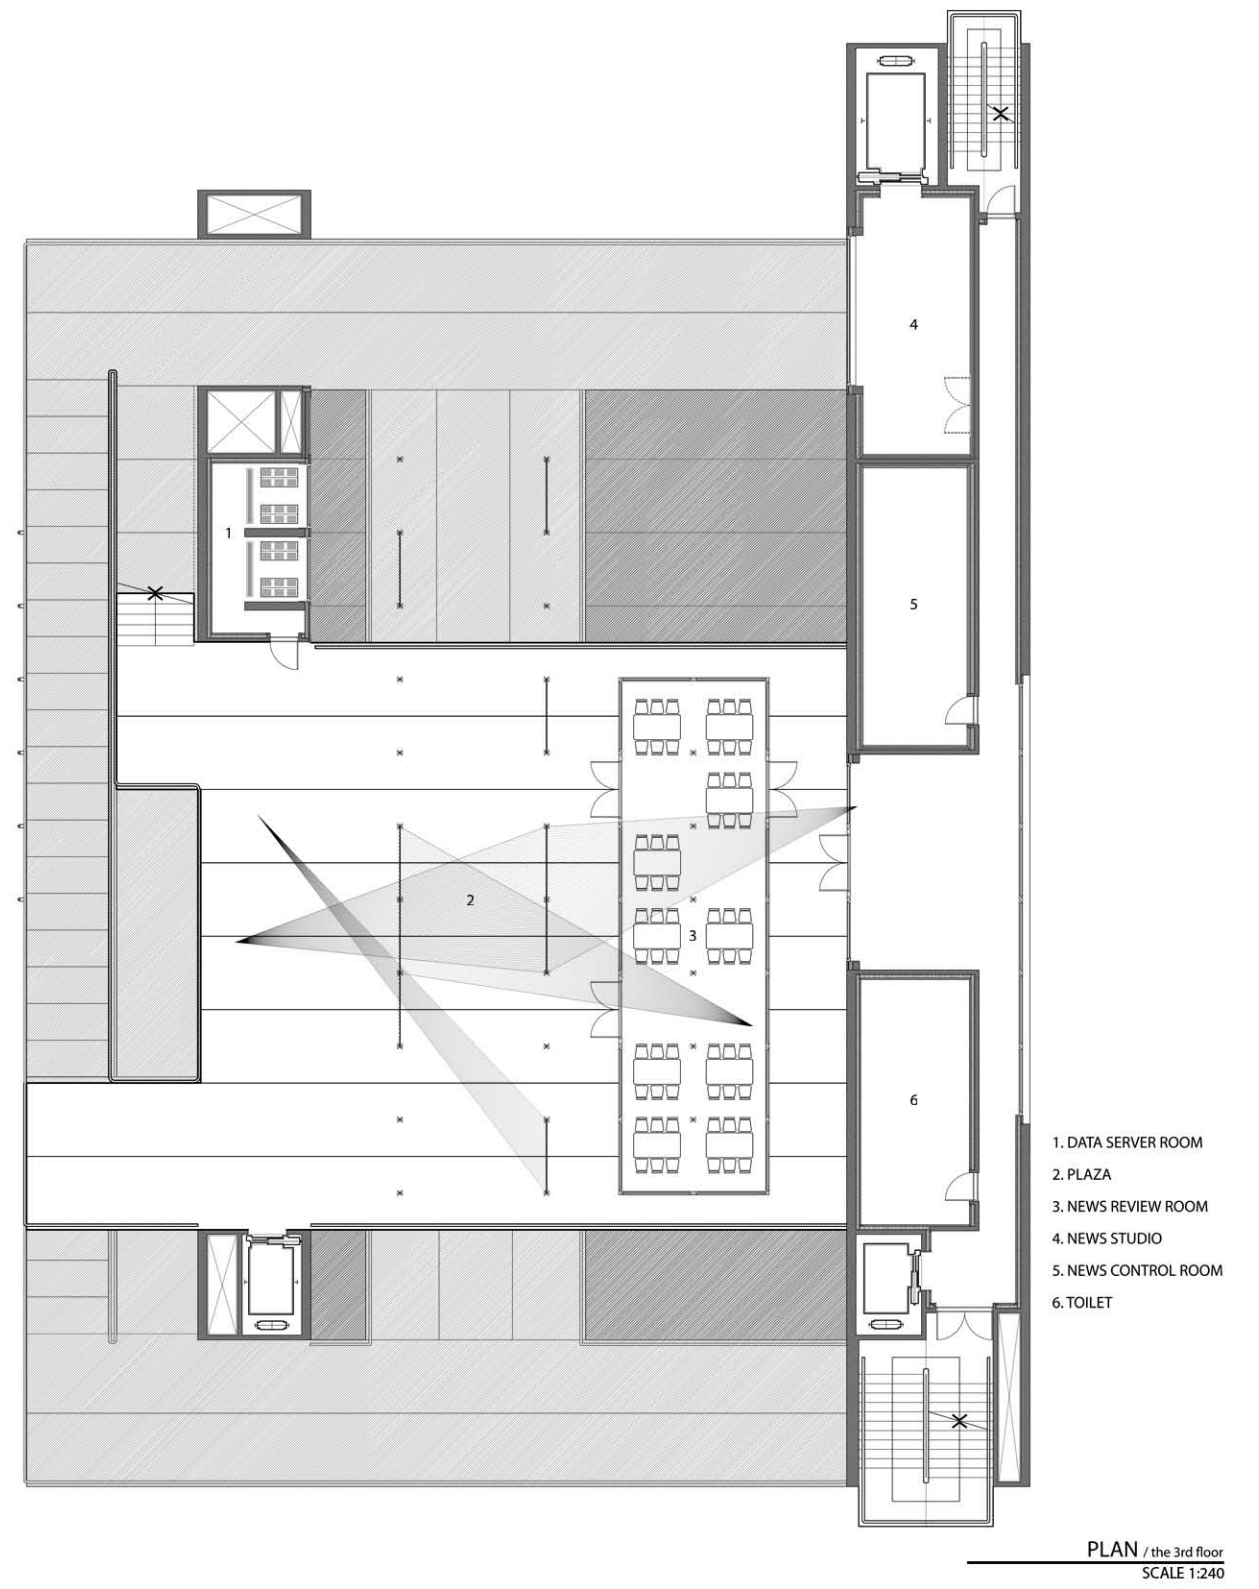 4
1
5
2
3
6
1. DATA SERVER ROOM
2. PLAZA
3. NEWS REVIEW ROOM
4. NEWS STUDIO
5. NEWS CONTROL ROOM
6. TOILET
PLAN / the 3rd floor
SCALE 1:240